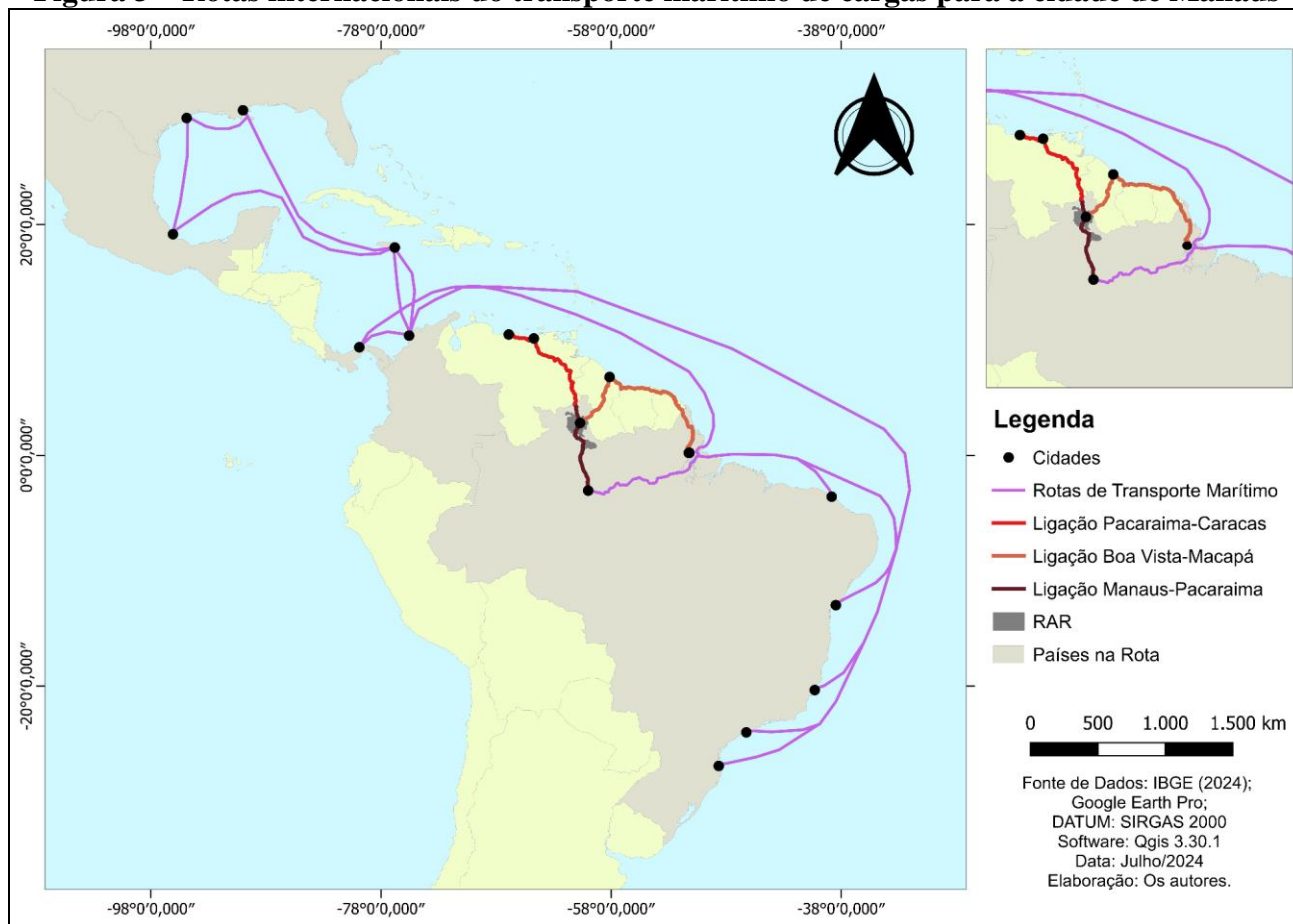 Figura 3 – Rotas internacionais do transporte marítimo de cargas para a cidade de Manaus
-98°0′0,000″ -78°0′0,000″ -58°0′0,000″ -38°0′0,000″
20°0′0,000″
0°0′0,000″
-20°0′0,000″
-98°0′0,000″ -78°0′0,000″ -58°0′0,000″ -38°0′0,000″
Legenda
Cidades
Rotas de Transporte Marítimo
Ligação Pacaraima-Caracas
Ligação Boa Vista-Macapá
Ligação Manaus-Pacaraima
RAR
Países na Rota
0 500 1.000 1.500 km
Fonte de Dados: IBGE (2024);
Google Earth Pro;
DATUM: SIRGAS 2000
Software: Qgis 3.30.1
Data: Julho/2024
Elaboração: Os autores.